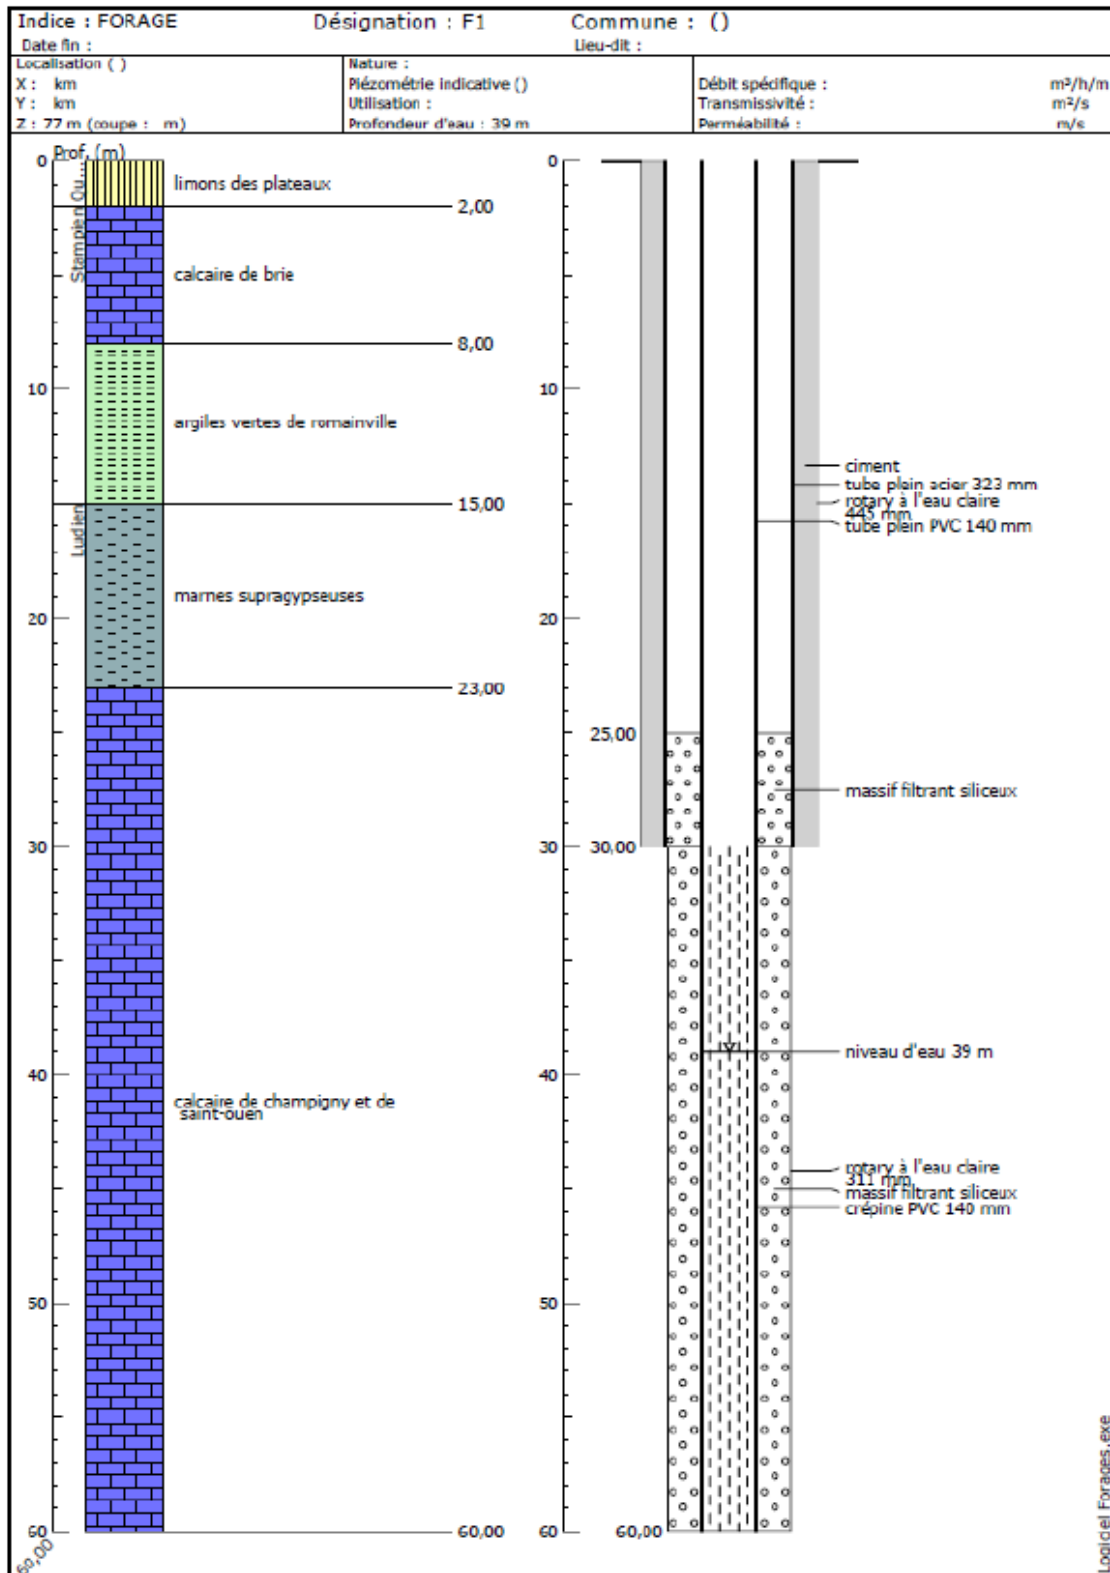 Indice : FORAGE Désignation : F1 Commune : ()
Date fin : Lieu-dit :
Localisation ( )
X : km
Y : km
Z : 77 m (coupe : m)
Nature :
Piézométrie indicative ()
Utilisation :
Profondeur d'eau : 39 m
Débit spécifique : m³/h/m
Transmissivité : m²/s
Perméabilité : m/s
Prof. (m)
0
10
20
30
40
50
60
60,00
Qu...
Stampien
Ludien
limons des plateaux
2,00
calcaire de brie
8,00
argiles vertes de romainville
15,00
marnes supragypseuses
23,00
calcaire de champigny et de
saint-ouen
60,00
0
10
20
30
40
50
60
25,00
30,00
60,00
ciment
tube plein acier 323 mm
rotary à l'eau claire
445 mm
tube plein PVC 140 mm
massif filtrant siliceux
niveau d'eau 39 m
rotary à l'eau claire
311 mm
massif filtrant siliceux
crépine PVC 140 mm
Logiciel Forages.exe